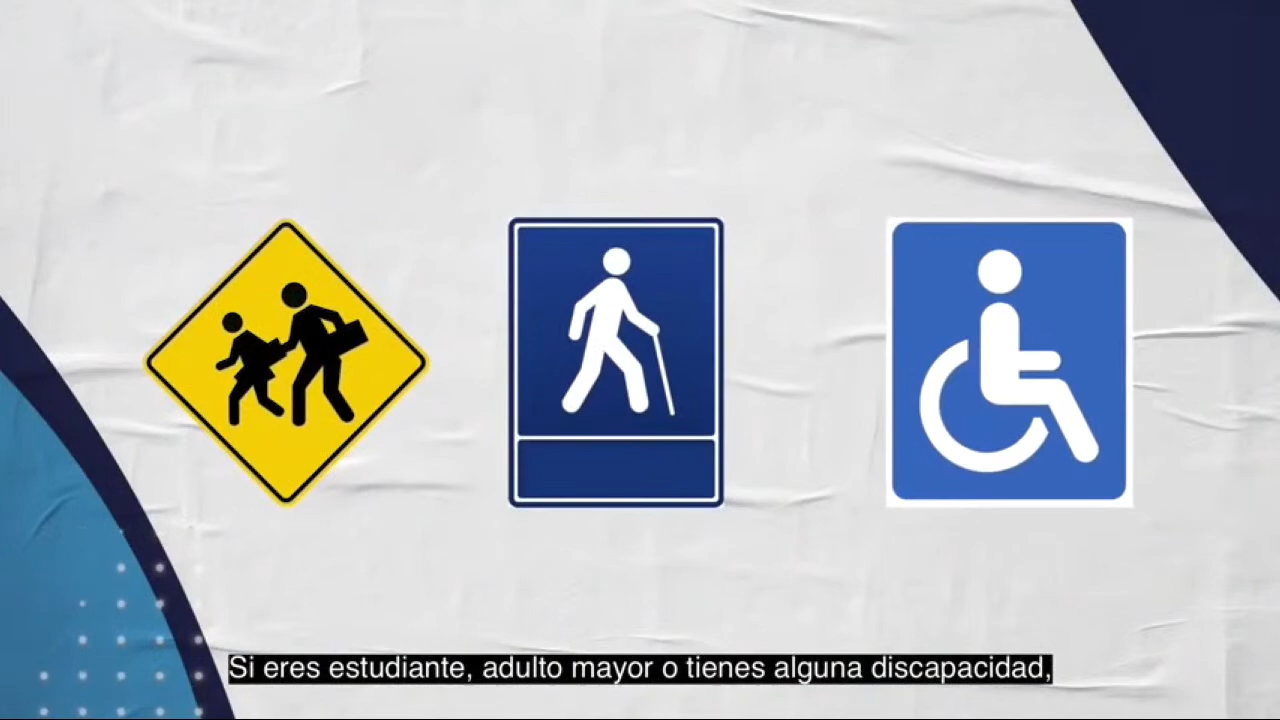 Si eres estudiante, adulto mayor o tienes alguna discapacidad,